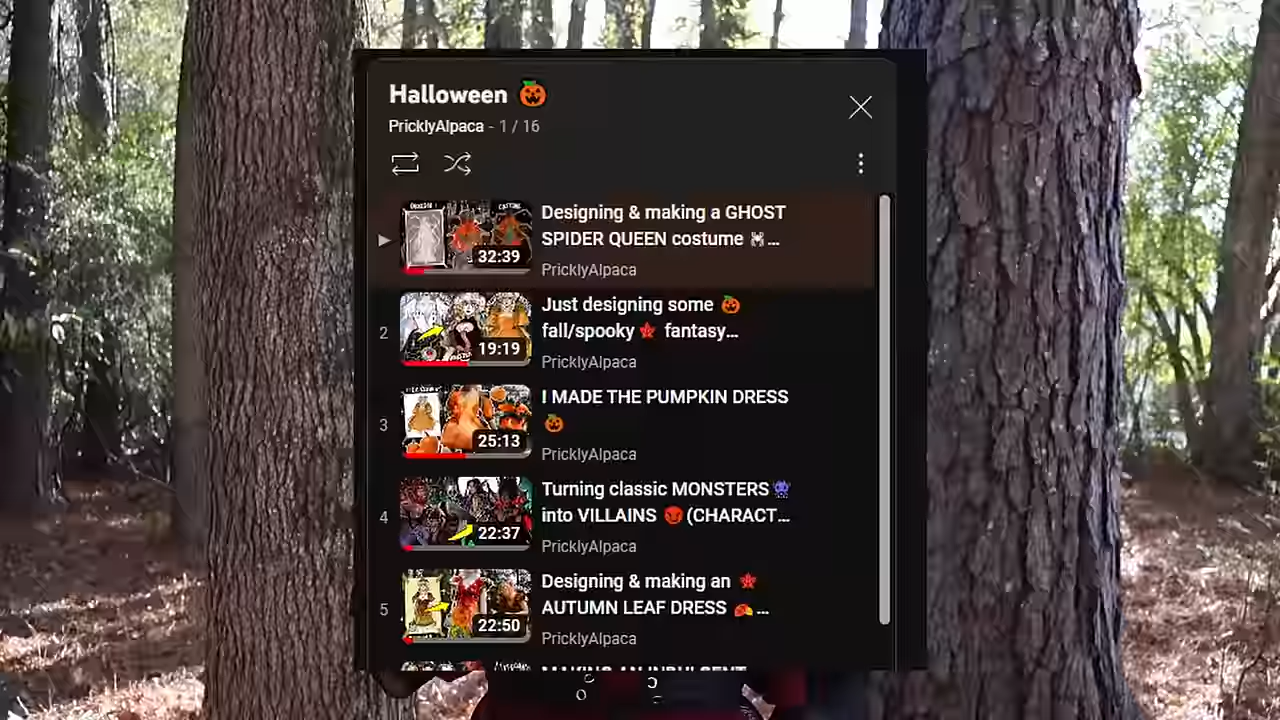 Halloween 🎃
PricklyAlpaca - 1 / 16
32:39
Designing & making a GHOST
SPIDER QUEEN costume 🕷️...
PricklyAlpaca
2
19:19
Just designing some 🎃
fall/spooky 🍁 fantasy...
PricklyAlpaca
3
25:13
I MADE THE PUMPKIN DRESS
🎃
PricklyAlpaca
4
22:37
Turning classic MONSTERS 👾
into VILLAINS 😈 (CHARACT...
PricklyAlpaca
5
22:50
Designing & making an 🍁
AUTUMN LEAF DRESS 🍂...
PricklyAlpaca